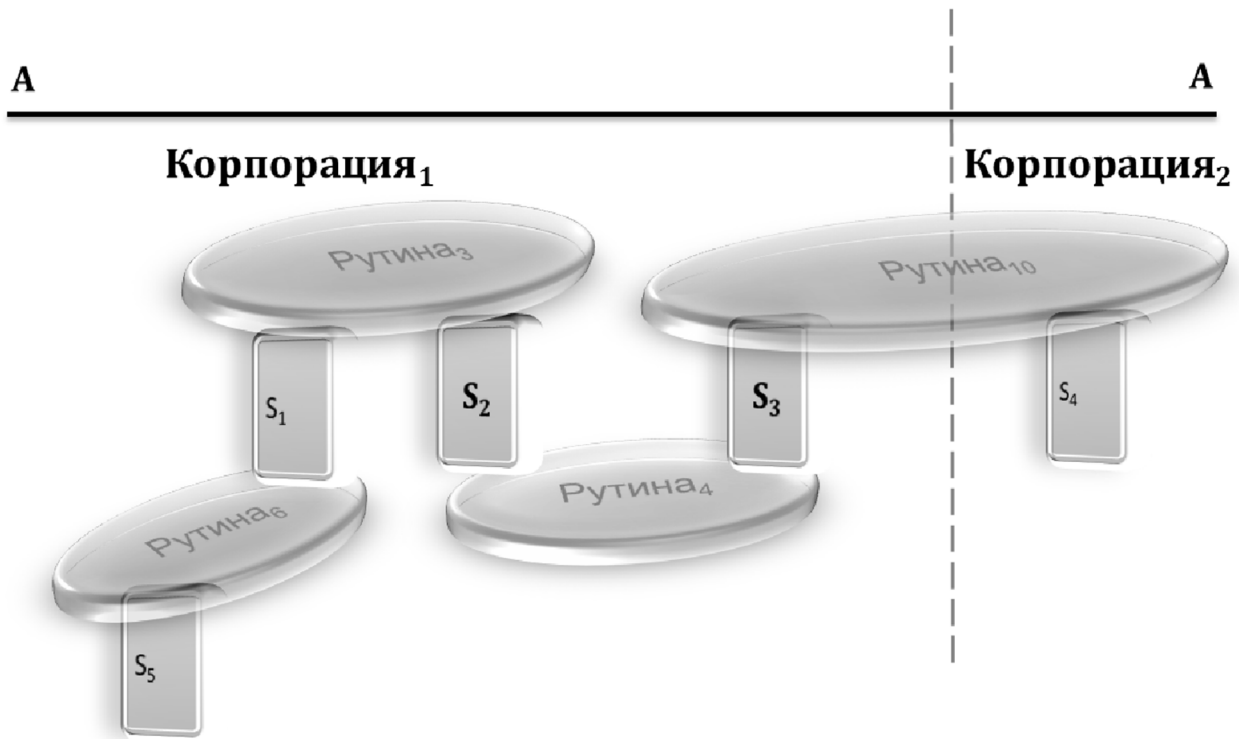 A A
Корпорация₁ Корпорация₂
Рутина₃ Рутина₁₀
S₁ S₂ S₃ S₄
Рутина₆ Рутина₄
S₅